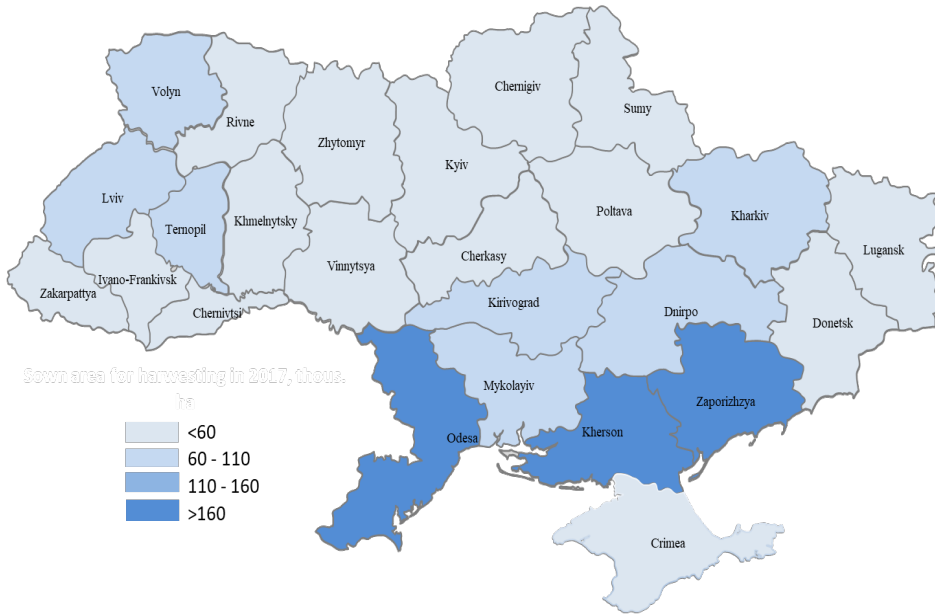 Volyn
Rivne
Zhytomyr
Chernigiv
Sumy
Kyiv
Lviv
Ternopil
Khmelnytsky
Poltava
Kharkiv
Lugansk
Ivano-Frankivsk
Zakarpattya
Chernivtsi
Vinnytsya
Cherkasy
Kirivograd
Dnirpo
Donetsk
Mykolayiv
Zaporizhzya
Odesa
Kherson
Crimea
Sown area for harvesting in 2017, thous.
ha
<60
60 - 110
110 - 160
>160